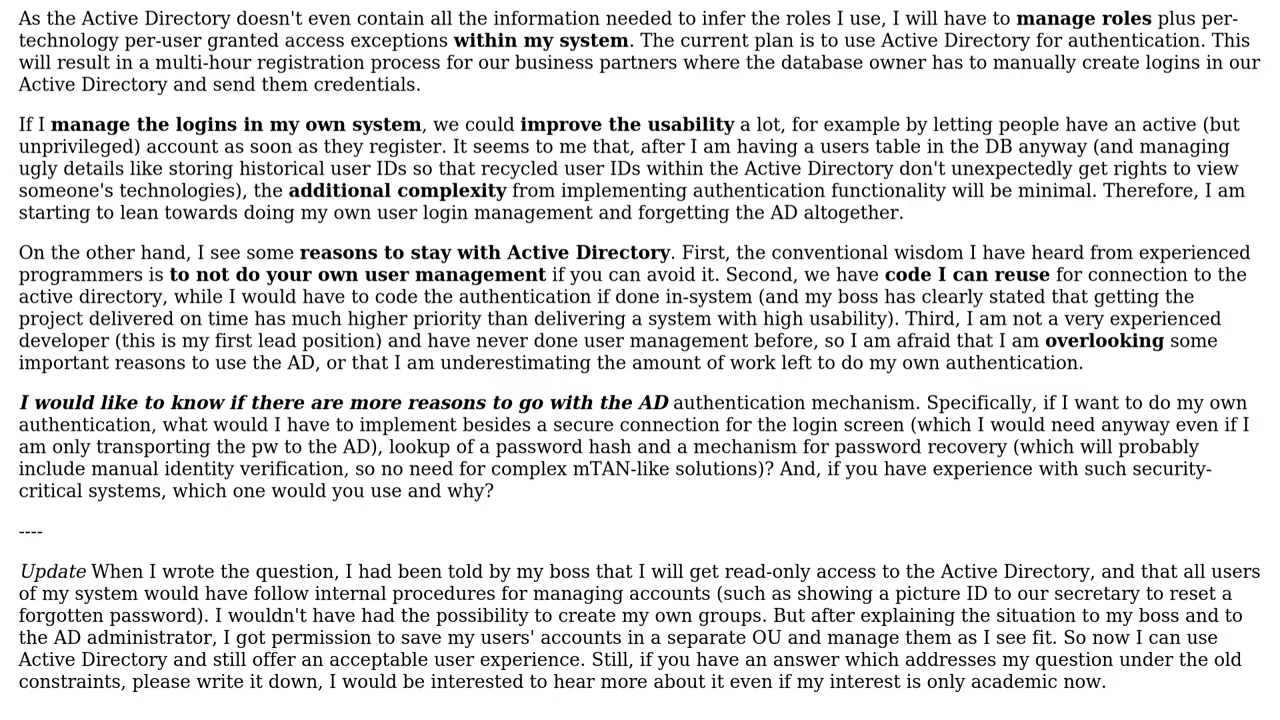 As the Active Directory doesn't even contain all the information needed to infer the roles I use, I will have to manage roles plus per-
technology per-user granted access exceptions within my system. The current plan is to use Active Directory for authentication. This
will result in a multi-hour registration process for our business partners where the database owner has to manually create logins in our
Active Directory and send them credentials.
If I manage the logins in my own system, we could improve the usability a lot, for example by letting people have an active (but
unprivileged) account as soon as they register. It seems to me that, after I am having a users table in the DB anyway (and managing
ugly details like storing historical user IDs so that recycled user IDs within the Active Directory don't unexpectedly get rights to view
someone's technologies), the additional complexity from implementing authentication functionality will be minimal. Therefore, I am
starting to lean towards doing my own user login management and forgetting the AD altogether.
On the other hand, I see some reasons to stay with Active Directory. First, the conventional wisdom I have heard from experienced
programmers is to not do your own user management if you can avoid it. Second, we have code I can reuse for connection to the
active directory, while I would have to code the authentication if done in-system (and my boss has clearly stated that getting the
project delivered on time has much higher priority than delivering a system with high usability). Third, I am not a very experienced
developer (this is my first lead position) and have never done user management before, so I am afraid that I am overlooking some
important reasons to use the AD, or that I am underestimating the amount of work left to do my own authentication.
I would like to know if there are more reasons to go with the AD authentication mechanism. Specifically, if I want to do my own
authentication, what would I have to implement besides a secure connection for the login screen (which I would need anyway even if I
am only transporting the pw to the AD), lookup of a password hash and a mechanism for password recovery (which will probably
include manual identity verification, so no need for complex mTAN-like solutions)? And, if you have experience with such security-
critical systems, which one would you use and why?
----
Update When I wrote the question, I had been told by my boss that I will get read-only access to the Active Directory, and that all users
of my system would have follow internal procedures for managing accounts (such as showing a picture ID to our secretary to reset a
forgotten password). I wouldn't have had the possibility to create my own groups. But after explaining the situation to my boss and to
the AD administrator, I got permission to save my users' accounts in a separate OU and manage them as I see fit. So now I can use
Active Directory and still offer an acceptable user experience. Still, if you have an answer which addresses my question under the old
constraints, please write it down, I would be interested to hear more about it even if my interest is only academic now.